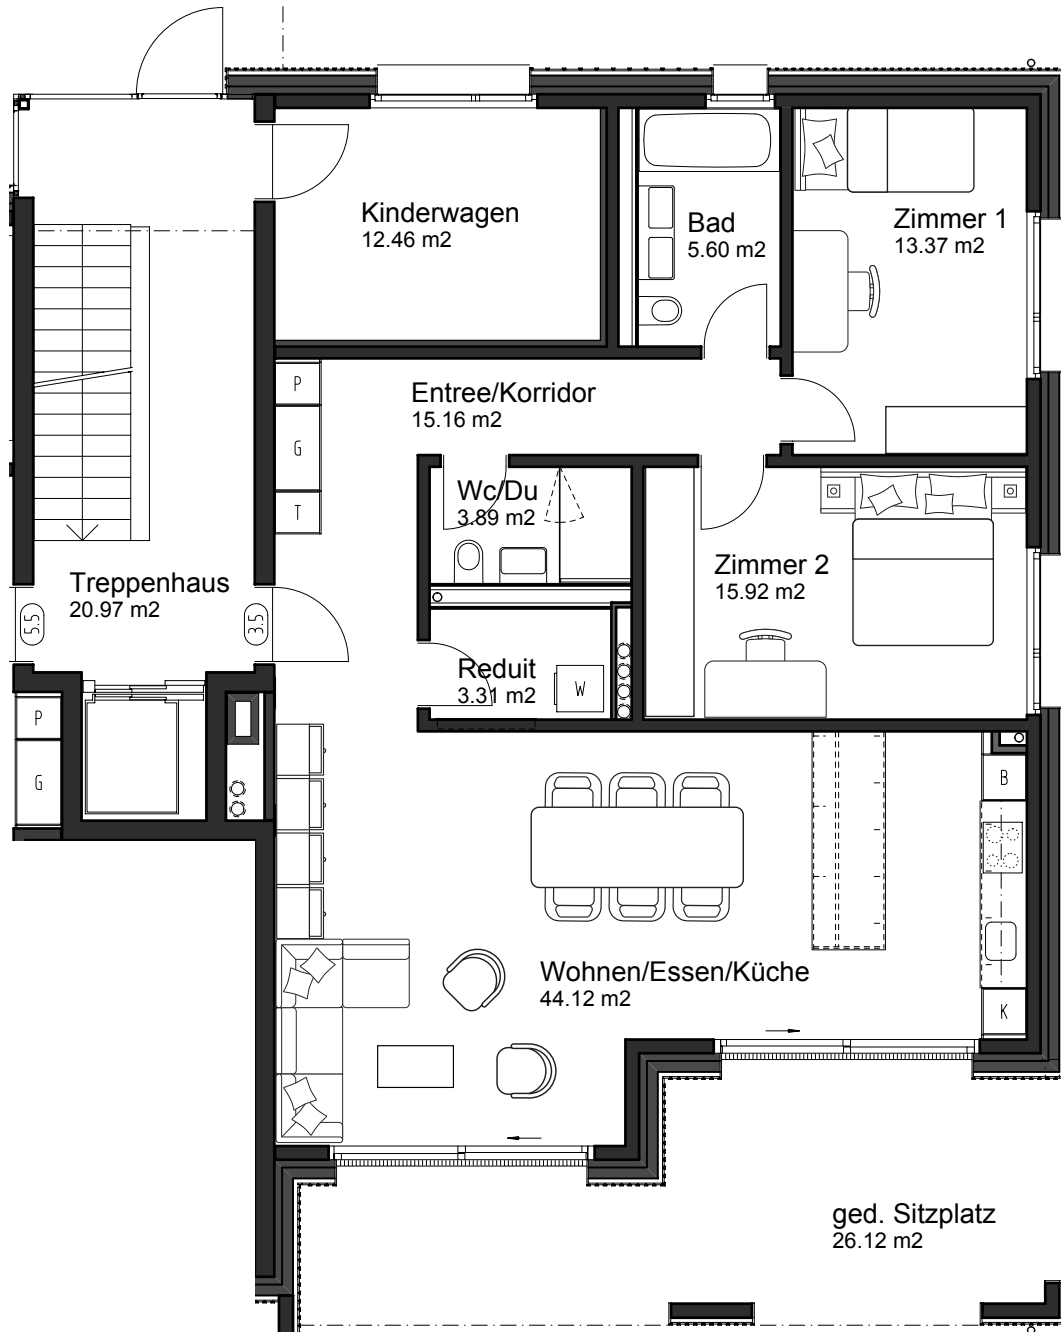 Kinderwagen
12.46 m2
Bad
5.60 m2
Zimmer 1
13.37 m2
Entree/Korridor
15.16 m2
P
G
T
Wc/Du
3.89 m2
Zimmer 2
15.92 m2
Treppenhaus
20.97 m2
5.5
3.5
Reduit
3.31 m2
W
P
G
B
Wohnen/Essen/Küche
44.12 m2
K
ged. Sitzplatz
26.12 m2